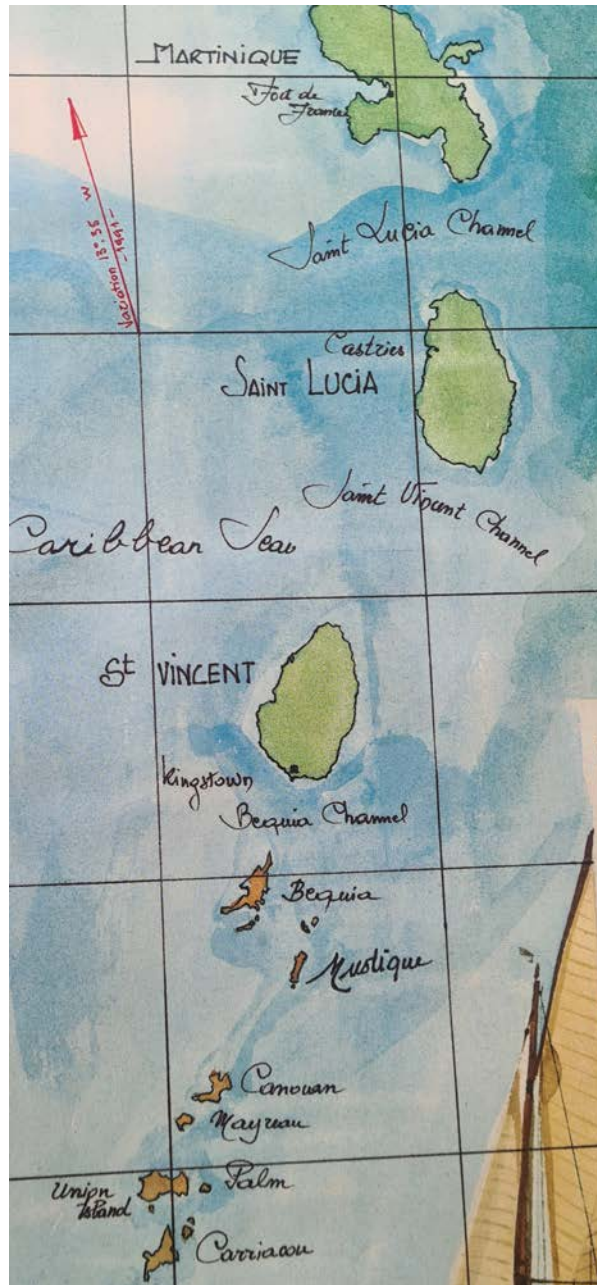 MARTINIQUE
Fort de
France
Variation 13°.55 W
Saint Lucia Channel
Castries
SAINT LUCIA
Saint Vincent Channel
Caribbean Sea
St VINCENT
Kingstown
Bequia Channel
Bequia
Mustique
Canouan
Mayreau
Union
Island
Palm
Carriacou